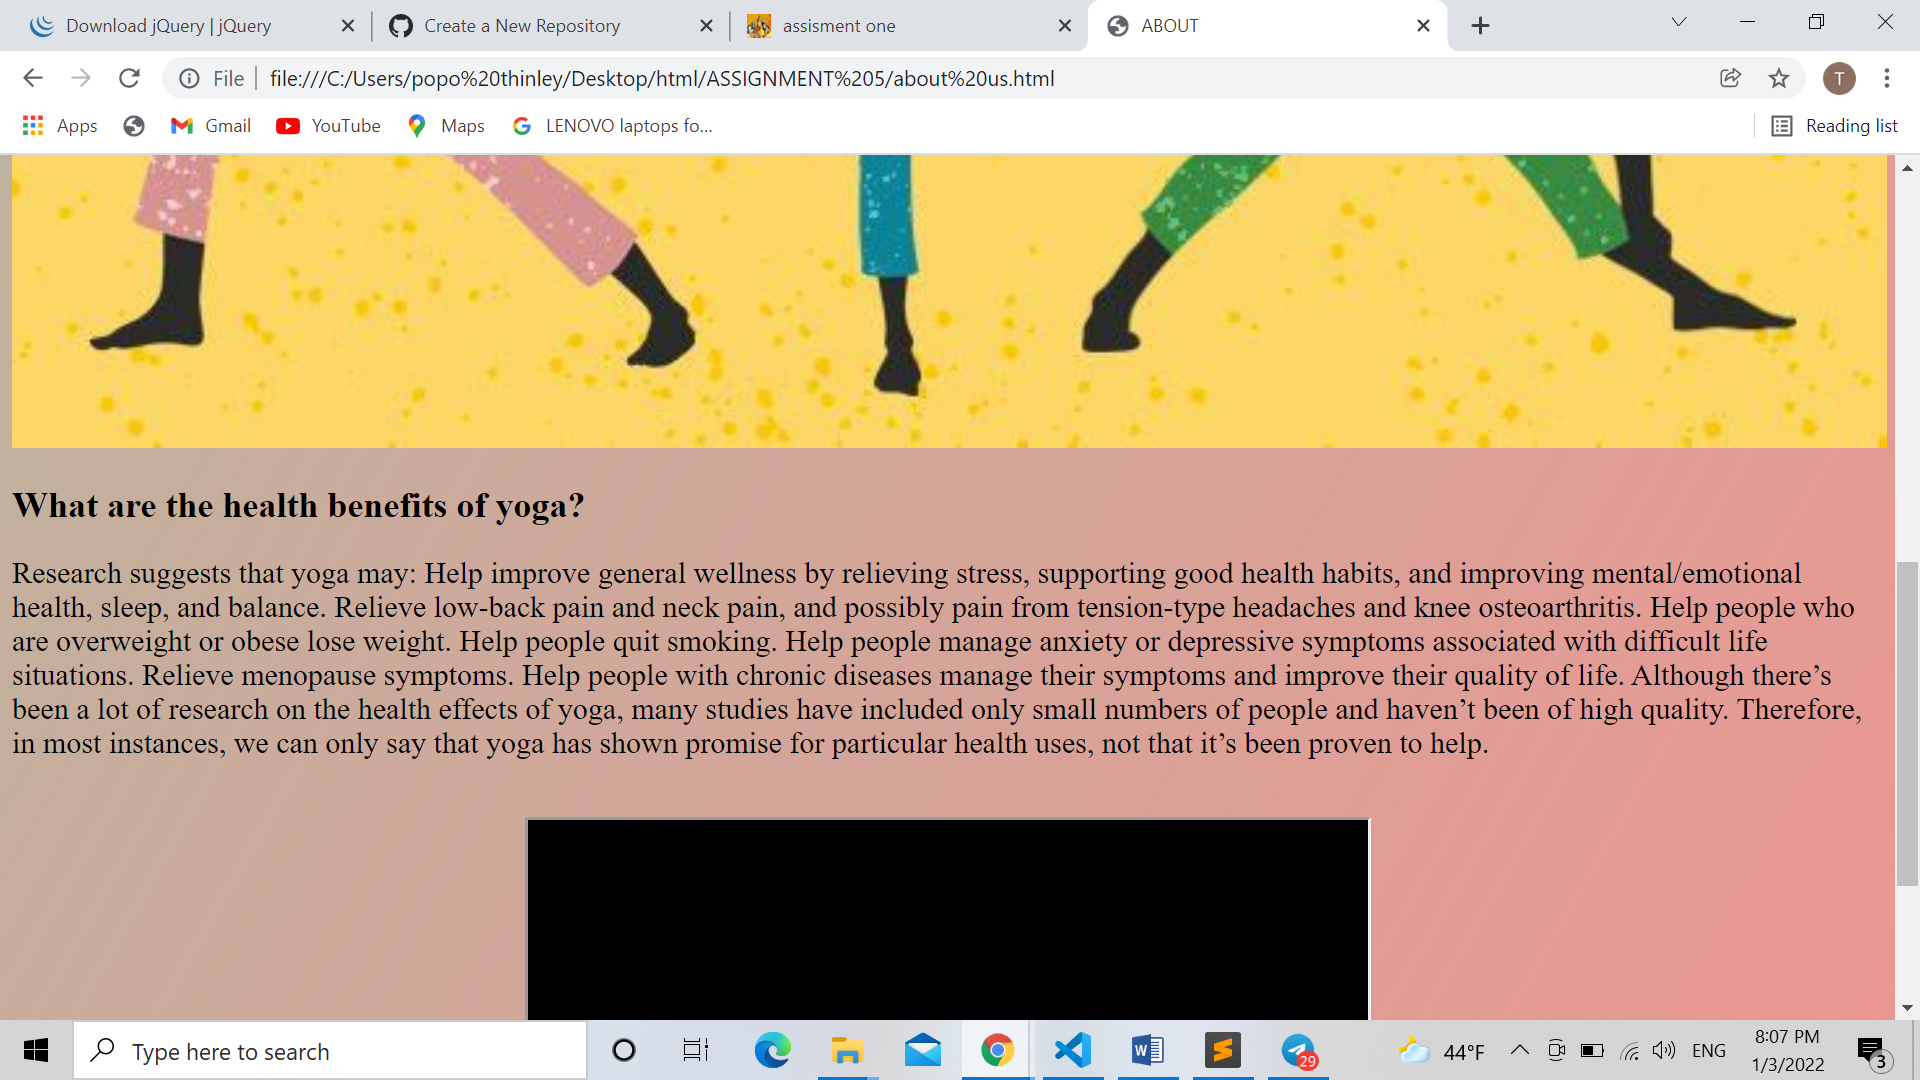 Download jQuery | jQuery
Create a New Repository
assisment one
ABOUT
File
file:///C:/Users/popo%20thinley/Desktop/html/ASSIGNMENT%205/about%20us.html
T
Apps
Gmail
YouTube
Maps
LENOVO laptops fo...
Reading list
What are the health benefits of yoga?
Research suggests that yoga may: Help improve general wellness by relieving stress, supporting good health habits, and improving mental/emotional
health, sleep, and balance. Relieve low-back pain and neck pain, and possibly pain from tension-type headaches and knee osteoarthritis. Help people who
are overweight or obese lose weight. Help people quit smoking. Help people manage anxiety or depressive symptoms associated with difficult life
situations. Relieve menopause symptoms. Help people with chronic diseases manage their symptoms and improve their quality of life. Although there’s
been a lot of research on the health effects of yoga, many studies have included only small numbers of people and haven’t been of high quality. Therefore,
in most instances, we can only say that yoga has shown promise for particular health uses, not that it’s been proven to help.
Type here to search
29
44°F
ENG
8:07 PM
1/3/2022
3